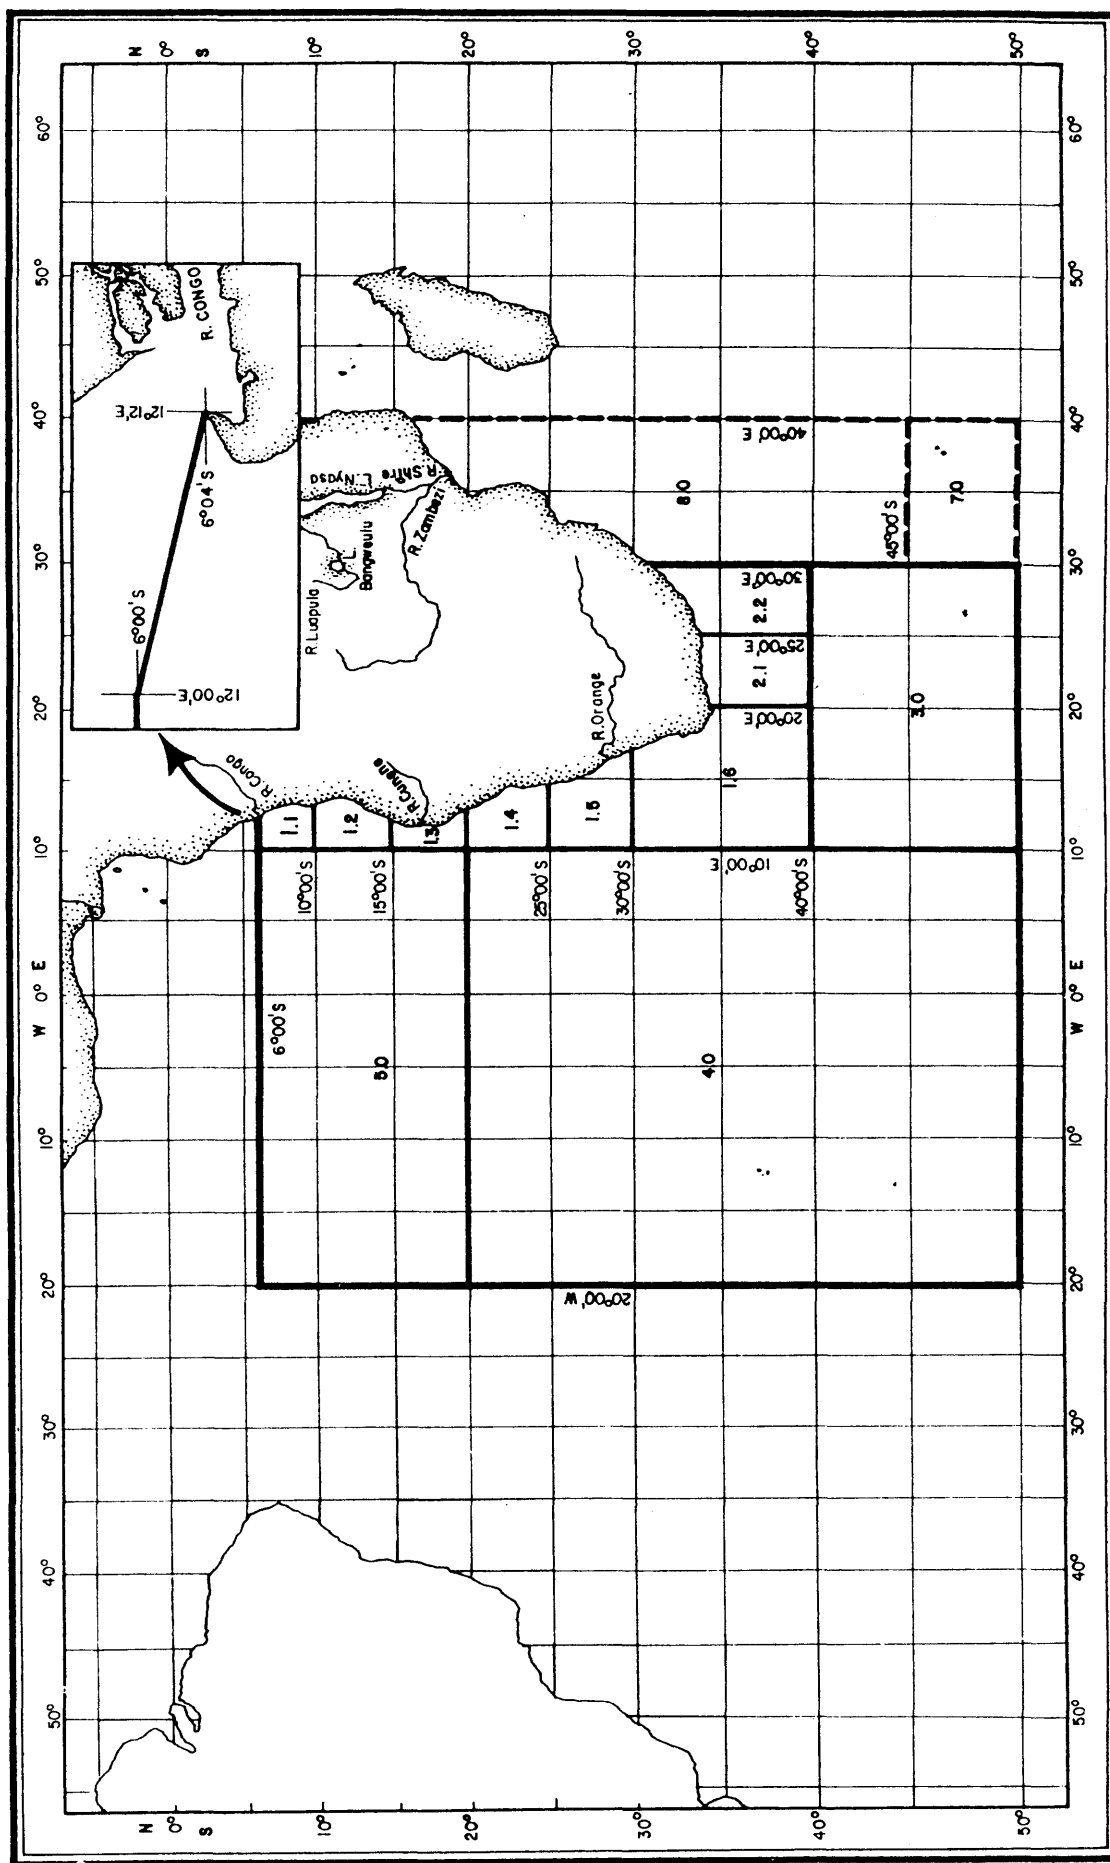 50° 40° 30° 20° 10° W 0° E 10° 20° 30° 40° 50° 60°
N
0°
S
10°
20°
30°
40°
50°
N
0°
S
10°
20°
30°
40°
50°
12°00'E
6°00'S
6°04'S
12°12'E
R. CONGO
R. Congo
R. Luapula
L.
Bangweulu
L. Nyasa
R. Shire
R. Zambezi
R. Cunene
R. Orange
6°00'S
10°00'S
15°00'S
25°00'S
30°00'S
40°00'S
45°00'S
20°00'W
10°00'E
20°00'E
25°00'E
30°00'E
40°00'E
1.1
1.2
1.3
1.4
1.5
1.6
2.1
2.2
3.0
4.0
5.0
7.0
8.0
50° 40° 30° 20° 10° W 0° E 10° 20° 30° 40° 50° 60°